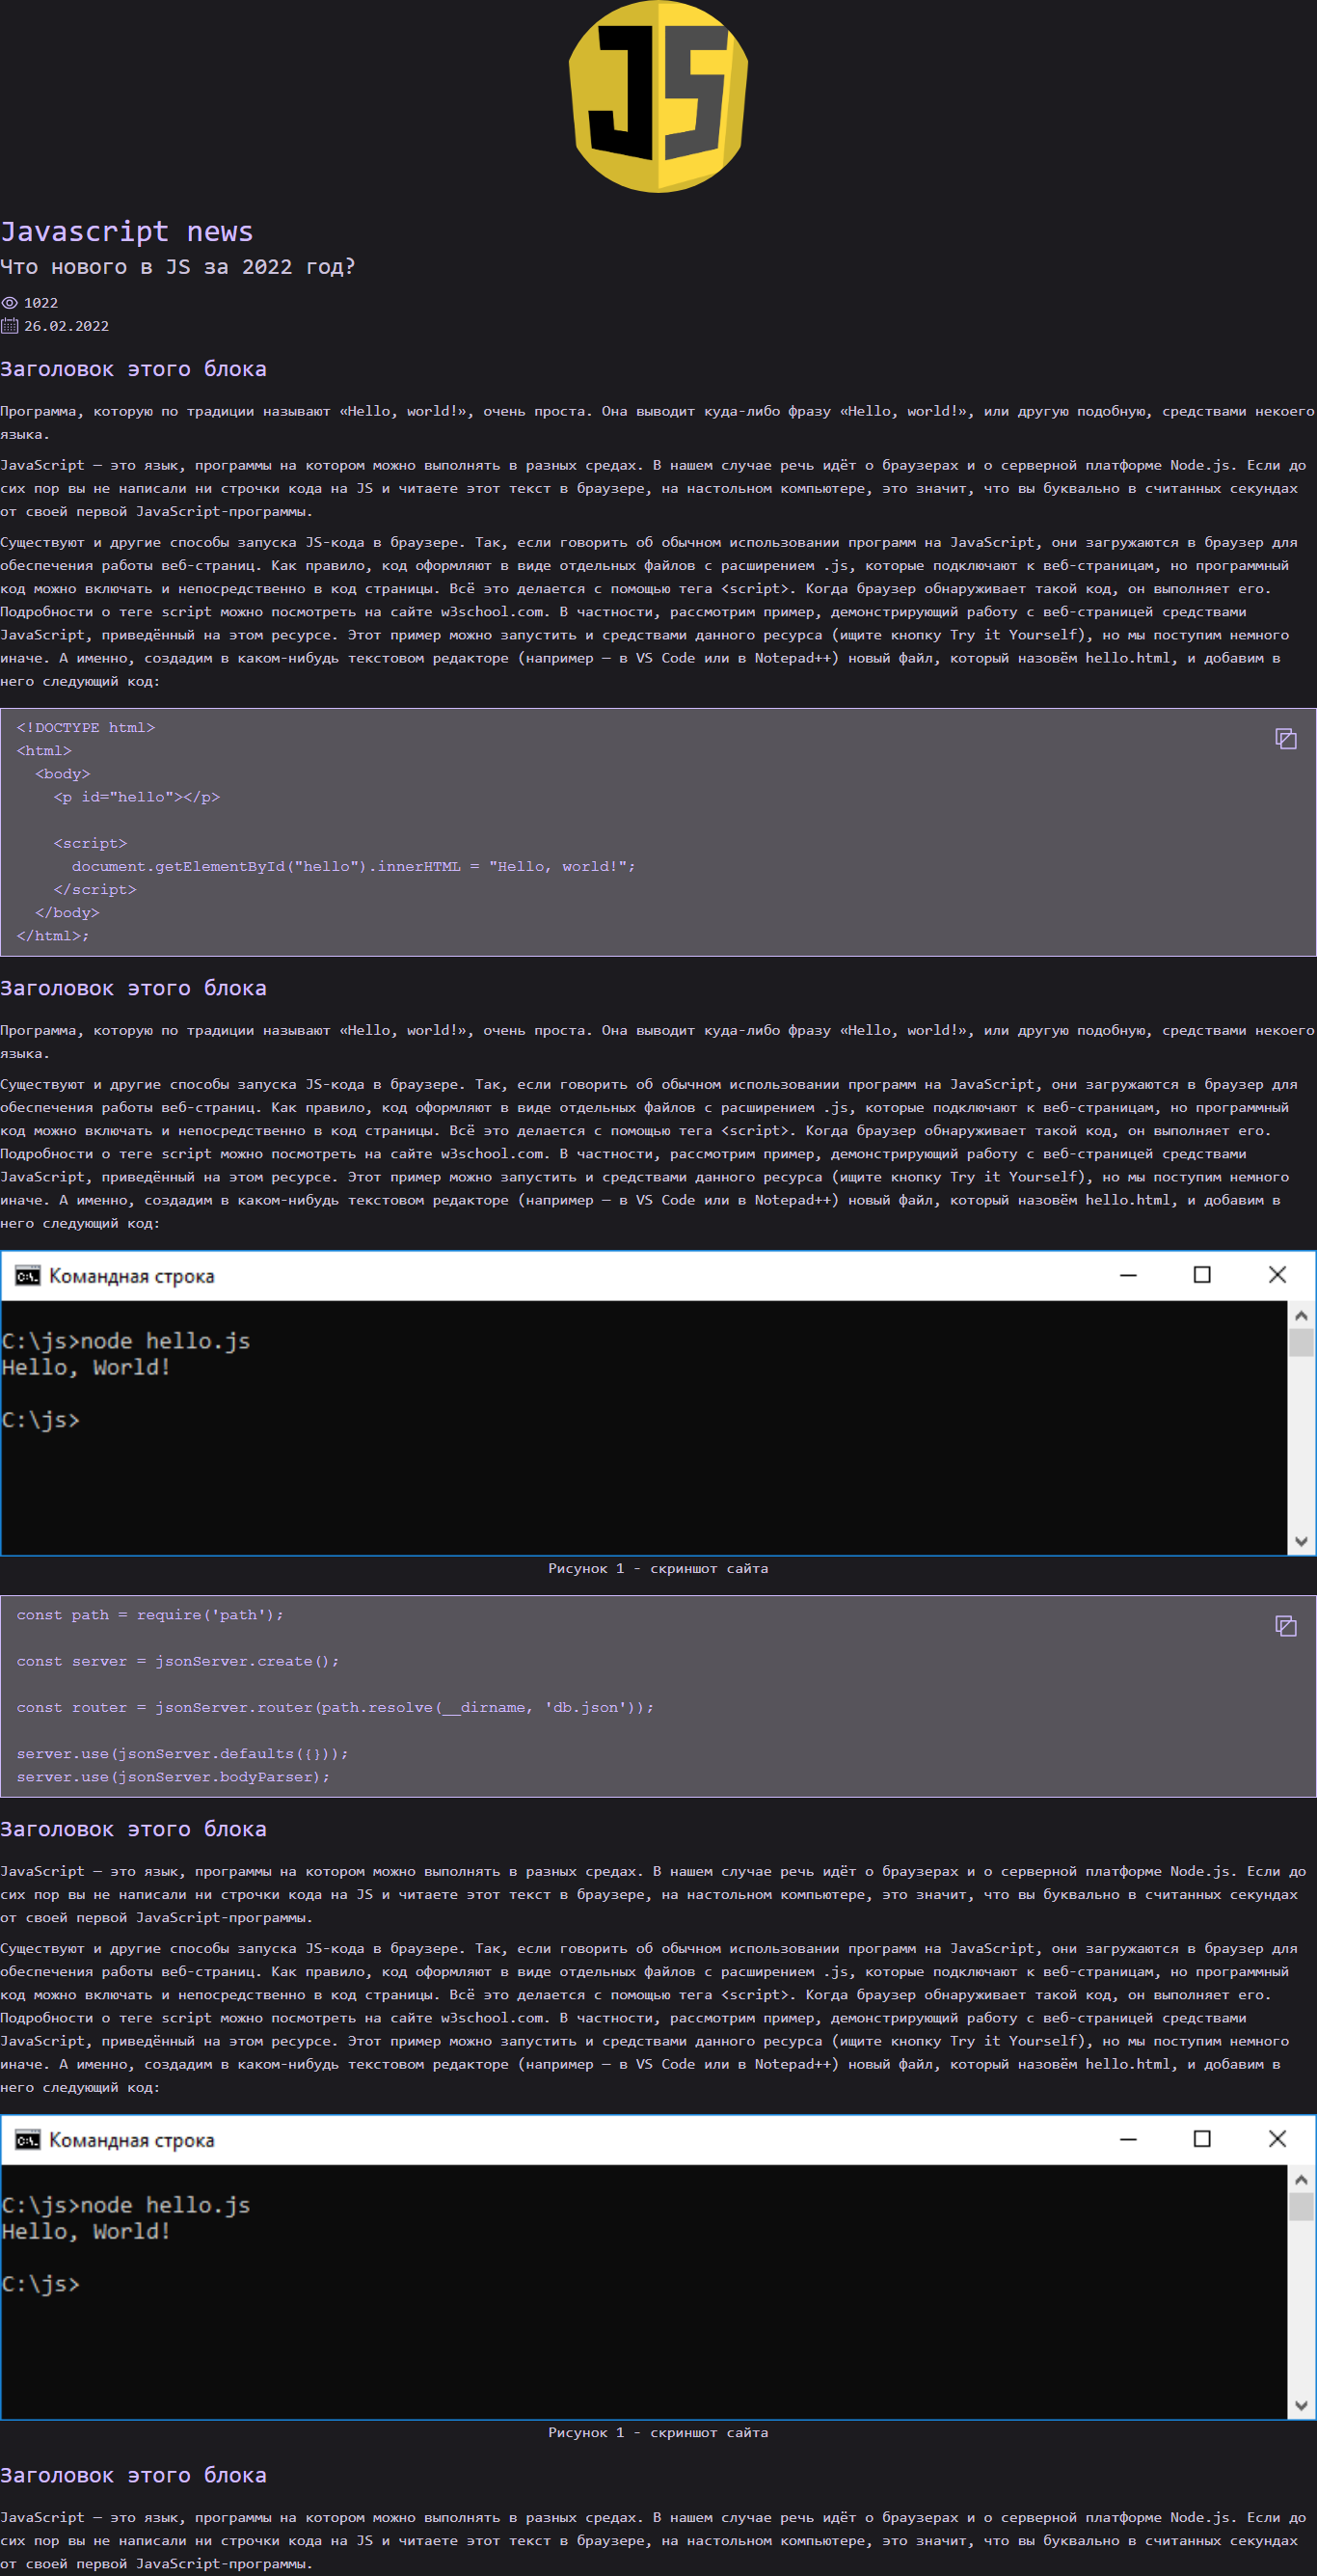 JS
Javascript news
Что нового в JS за 2022 год?
1022
26.02.2022
Заголовок этого блока
Программа, которую по традиции называют «Hello, world!», очень проста. Она выводит куда-либо фразу «Hello, world!», или другую подобную, средствами некоего
языка.
JavaScript — это язык, программы на котором можно выполнять в разных средах. В нашем случае речь идёт о браузерах и о серверной платформе Node.js. Если до
сих пор вы не написали ни строчки кода на JS и читаете этот текст в браузере, на настольном компьютере, это значит, что вы буквально в считанных секундах
от своей первой JavaScript-программы.
Существуют и другие способы запуска JS-кода в браузере. Так, если говорить об обычном использовании программ на JavaScript, они загружаются в браузер для
обеспечения работы веб-страниц. Как правило, код оформляют в виде отдельных файлов с расширением .js, которые подключают к веб-страницам, но программный
код можно включать и непосредственно в код страницы. Всё это делается с помощью тега <script>. Когда браузер обнаруживает такой код, он выполняет его.
Подробности о теге script можно посмотреть на сайте w3school.com. В частности, рассмотрим пример, демонстрирующий работу с веб-страницей средствами
JavaScript, приведённый на этом ресурсе. Этот пример можно запустить и средствами данного ресурса (ищите кнопку Try it Yourself), но мы поступим немного
иначе. А именно, создадим в каком-нибудь текстовом редакторе (например — в VS Code или в Notepad++) новый файл, который назовём hello.html, и добавим в
него следующий код:
<!DOCTYPE html>
<html>
  <body>
    <p id="hello"></p>

    <script>
      document.getElementById("hello").innerHTML = "Hello, world!";
    </script>
  </body>
</html>;
Заголовок этого блока
Программа, которую по традиции называют «Hello, world!», очень проста. Она выводит куда-либо фразу «Hello, world!», или другую подобную, средствами некоего
языка.
Существуют и другие способы запуска JS-кода в браузере. Так, если говорить об обычном использовании программ на JavaScript, они загружаются в браузер для
обеспечения работы веб-страниц. Как правило, код оформляют в виде отдельных файлов с расширением .js, которые подключают к веб-страницам, но программный
код можно включать и непосредственно в код страницы. Всё это делается с помощью тега <script>. Когда браузер обнаруживает такой код, он выполняет его.
Подробности о теге script можно посмотреть на сайте w3school.com. В частности, рассмотрим пример, демонстрирующий работу с веб-страницей средствами
JavaScript, приведённый на этом ресурсе. Этот пример можно запустить и средствами данного ресурса (ищите кнопку Try it Yourself), но мы поступим немного
иначе. А именно, создадим в каком-нибудь текстовом редакторе (например — в VS Code или в Notepad++) новый файл, который назовём hello.html, и добавим в
него следующий код:
C:\. Командная строка
C:\js>node hello.js
Hello, World!
C:\js>
Рисунок 1 - скриншот сайта
const path = require('path');

const server = jsonServer.create();

const router = jsonServer.router(path.resolve(__dirname, 'db.json'));

server.use(jsonServer.defaults({}));
server.use(jsonServer.bodyParser);
Заголовок этого блока
JavaScript — это язык, программы на котором можно выполнять в разных средах. В нашем случае речь идёт о браузерах и о серверной платформе Node.js. Если до
сих пор вы не написали ни строчки кода на JS и читаете этот текст в браузере, на настольном компьютере, это значит, что вы буквально в считанных секундах
от своей первой JavaScript-программы.
Существуют и другие способы запуска JS-кода в браузере. Так, если говорить об обычном использовании программ на JavaScript, они загружаются в браузер для
обеспечения работы веб-страниц. Как правило, код оформляют в виде отдельных файлов с расширением .js, которые подключают к веб-страницам, но программный
код можно включать и непосредственно в код страницы. Всё это делается с помощью тега <script>. Когда браузер обнаруживает такой код, он выполняет его.
Подробности о теге script можно посмотреть на сайте w3school.com. В частности, рассмотрим пример, демонстрирующий работу с веб-страницей средствами
JavaScript, приведённый на этом ресурсе. Этот пример можно запустить и средствами данного ресурса (ищите кнопку Try it Yourself), но мы поступим немного
иначе. А именно, создадим в каком-нибудь текстовом редакторе (например — в VS Code или в Notepad++) новый файл, который назовём hello.html, и добавим в
него следующий код:
C:\. Командная строка
C:\js>node hello.js
Hello, World!
C:\js>
Рисунок 1 - скриншот сайта
Заголовок этого блока
JavaScript — это язык, программы на котором можно выполнять в разных средах. В нашем случае речь идёт о браузерах и о серверной платформе Node.js. Если до
сих пор вы не написали ни строчки кода на JS и читаете этот текст в браузере, на настольном компьютере, это значит, что вы буквально в считанных секундах
от своей первой JavaScript-программы.